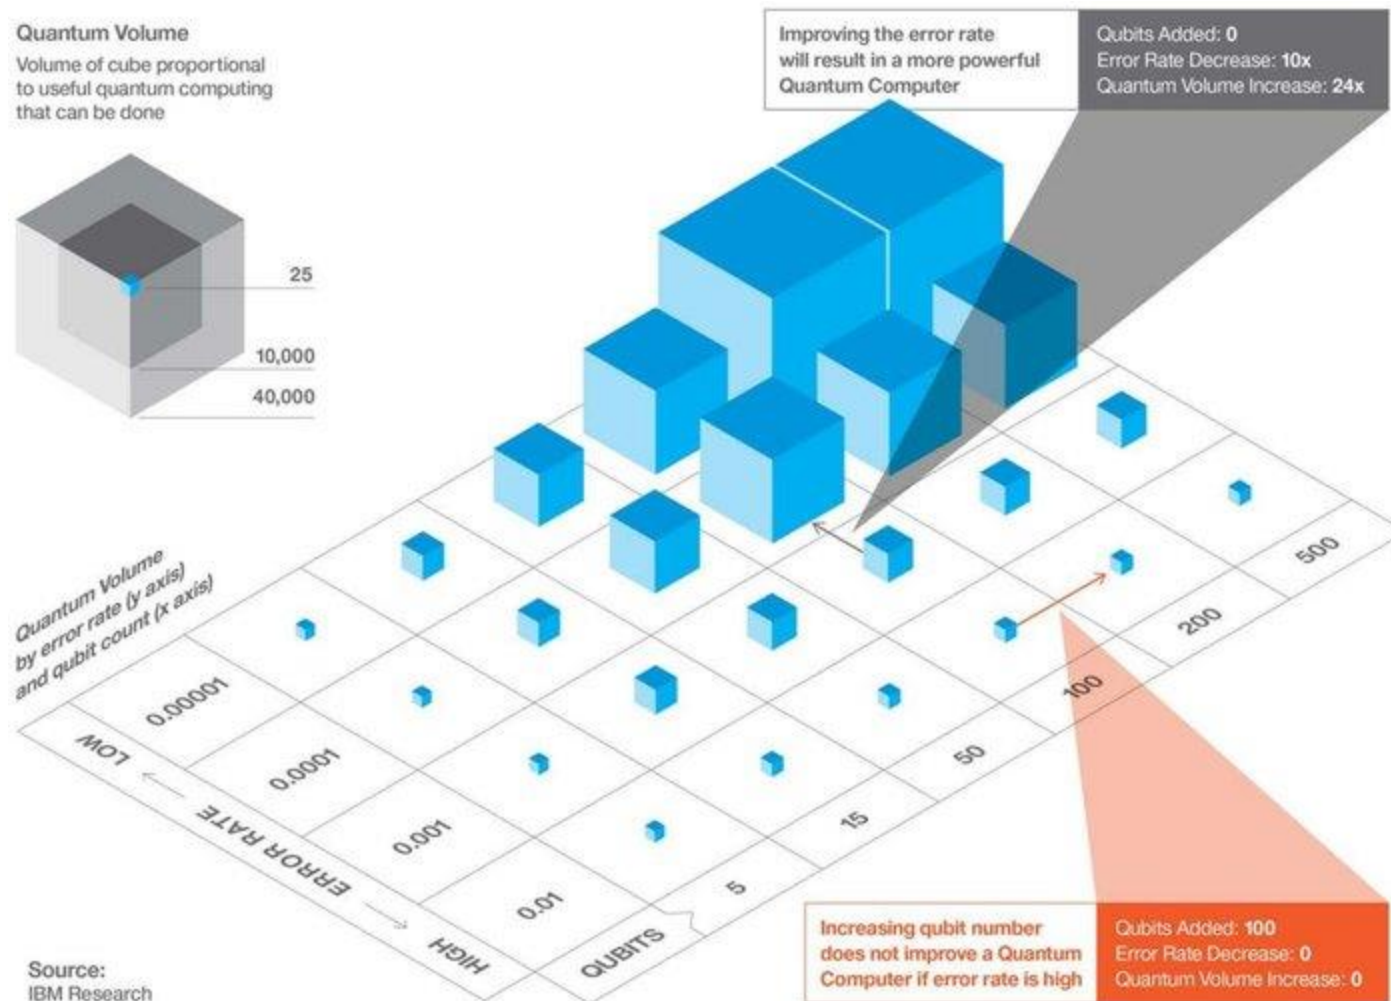 Quantum Volume
Volume of cube proportional
to useful quantum computing
that can be done
25
10,000
40,000
Improving the error rate
will result in a more powerful
Quantum Computer
Qubits Added: 0
Error Rate Decrease: 10x
Quantum Volume Increase: 24x
Quantum Volume
by error rate (y axis)
and qubit count (x axis)
0.00001
0.0001
0.001
0.01
LOW ← ERROR RATE → HIGH
QUBITS
5
15
50
100
200
500
Increasing qubit number
does not improve a Quantum
Computer if error rate is high
Qubits Added: 100
Error Rate Decrease: 0
Quantum Volume Increase: 0
Source:
IBM Research